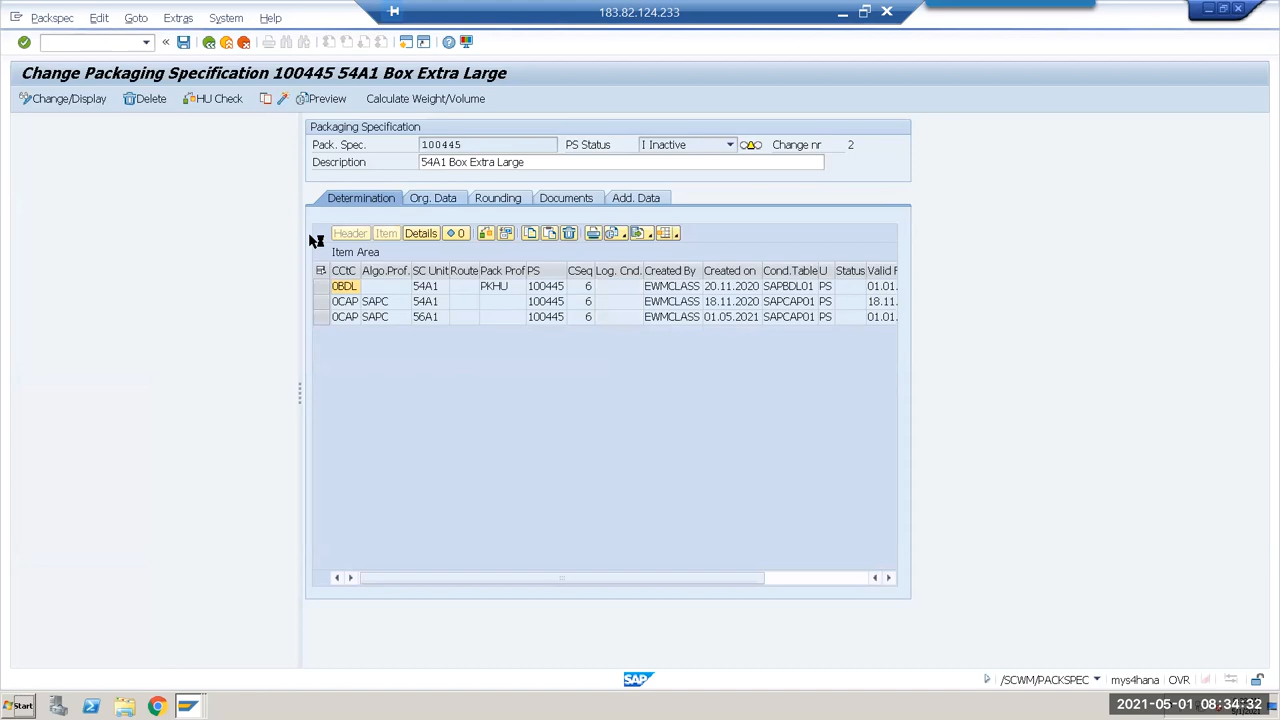 Packspec Edit Goto Extras System Help
183.82.124.233
Change Packaging Specification 100445 54A1 Box Extra Large
Change/Display Delete HU Check Preview Calculate Weight/Volume
Packaging Specification
Pack. Spec. 100445 PS Status I Inactive Change nr 2
Description 54A1 Box Extra Large
Determination Org. Data Rounding Documents Add. Data
Header Item Details 0
Item Area
CCtC Algo.Prof. SC Unit Route Pack Prof PS CSeq Log. Cnd. Created By Created on Cond.Table U Status Valid F
0BDL 54A1 PKHU 100445 6 EWMCLASS 20.11.2020 SAPBDL01 PS 01.01.
0CAP SAPC 54A1 100445 6 EWMCLASS 18.11.2020 SAPCAP01 PS 18.11.
0CAP SAPC 56A1 100445 6 EWMCLASS 01.05.2021 SAPCAP01 PS 01.01.
SAP /SCWM/PACKSPEC mys4hana OVR
Start 2021-05-01 08:34:32